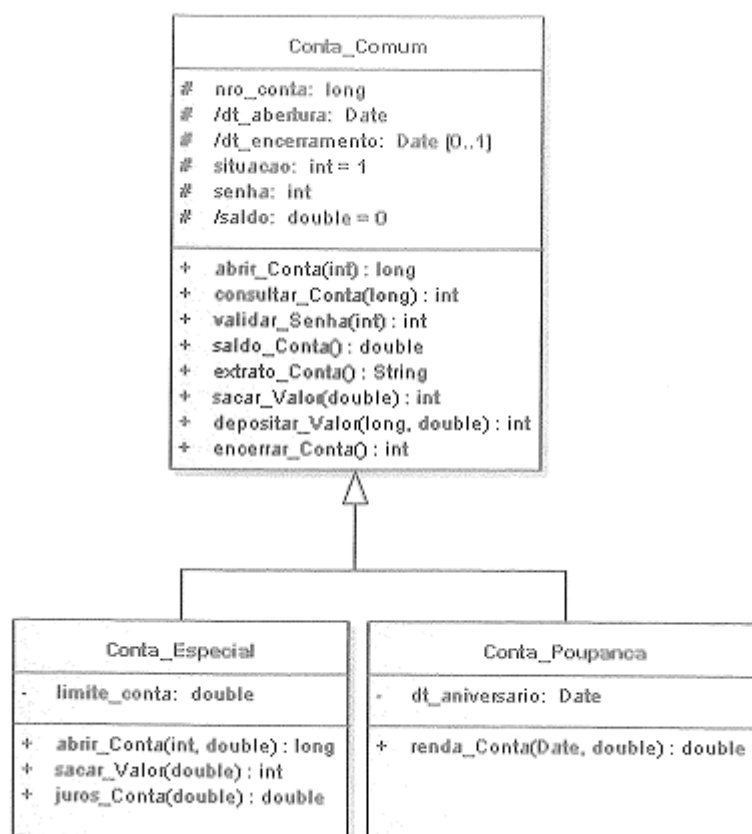 Conta_Comum
# nro_conta: long
# /dt_abertura: Date
# /dt_encerramento: Date [0..1]
# situacao: int = 1
# senha: int
# /saldo: double = 0
+ abrir_Conta(int) : long
+ consultar_Conta(long) : int
+ validar_Senha(int) : int
+ saldo_Conta() : double
+ extrato_Conta() : String
+ sacar_Valor(double) : int
+ depositar_Valor(long, double) : int
+ encerrar_Conta() : int
Conta_Especial
- limite_conta: double
+ abrir_Conta(int, double) : long
+ sacar_Valor(double) : int
+ juros_Conta(double) : double
Conta_Poupanca
- dt_aniversario: Date
+ renda_Conta(Date, double) : double